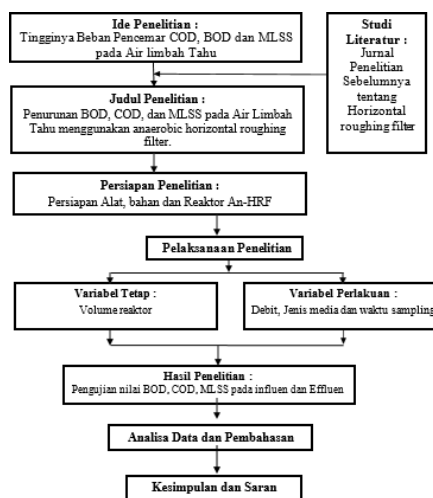 Ide Penelitian :
Tingginya Beban Pencemar COD, BOD dan MLSS
pada Air limbah Tahu
Studi
Literatur :
Jurnal
Penelitian
Sebelumnya
tentang
Horizontal
roughing filter
Judul Penelitian :
Penurunan BOD, COD, dan MLSS pada Air Limbah
Tahu menggunakan anaerobic horizontal roughing
filter.
Persiapan Penelitian :
Persiapan Alat, bahan dan Reaktor An-HRF
Pelaksanaan Penelitian
Variabel Tetap :
Volume reaktor
Variabel Perlakuan :
Debit, Jenis media dan waktu sampling
Hasil Penelitian :
Pengujian nilai BOD, COD, MLSS pada influen dan Effluen
Analisa Data dan Pembahasan
Kesimpulan dan Saran